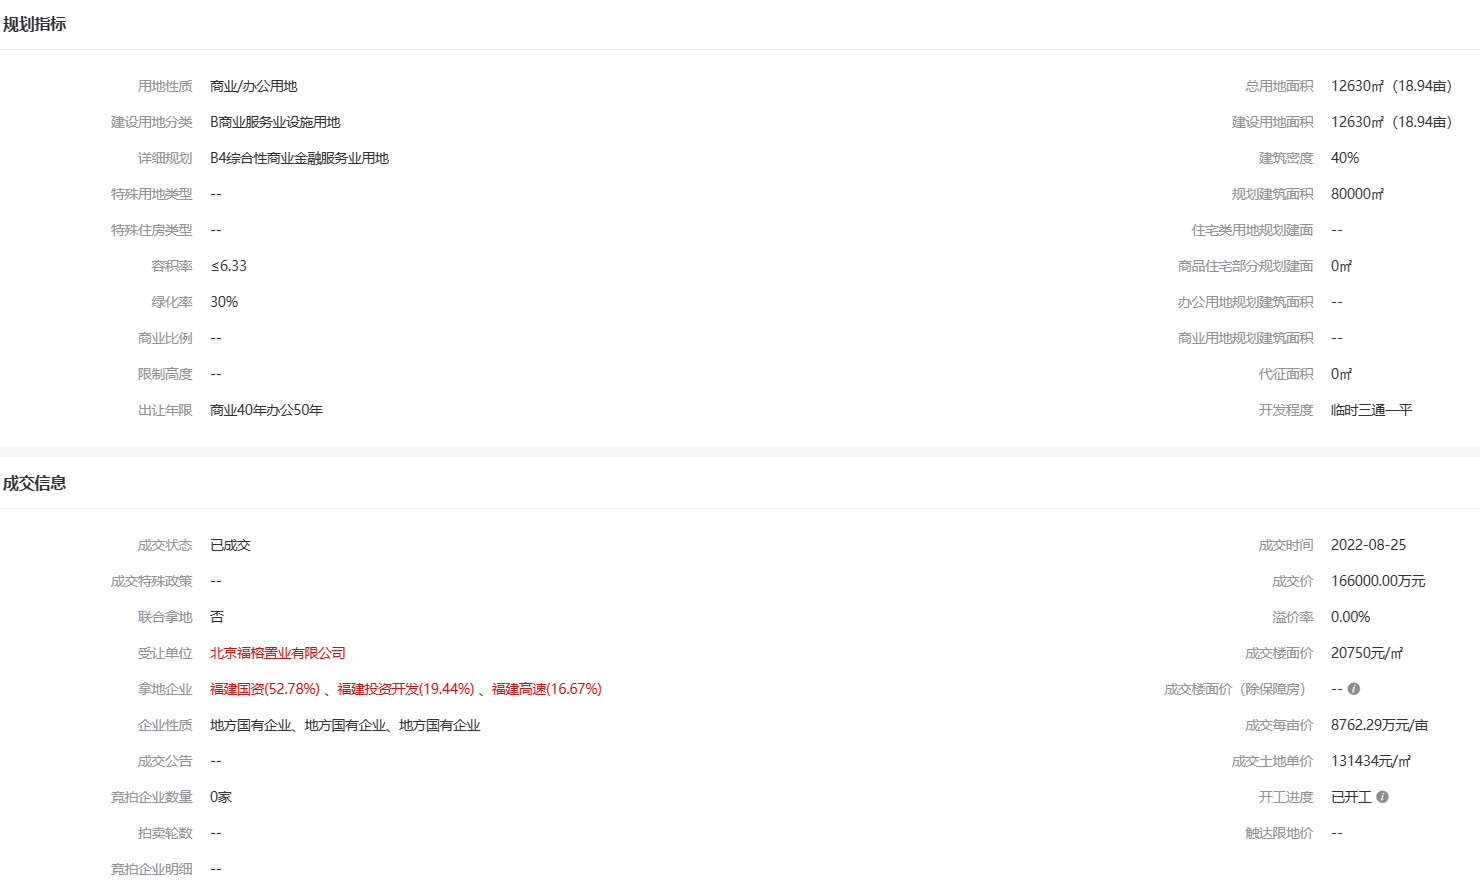 规划指标
用地性质 商业/办公用地 总用地面积 12630㎡（18.94亩）
建设用地分类 B商业服务业设施用地 建设用地面积 12630㎡（18.94亩）
详细规划 B4综合性商业金融服务业用地 建筑密度 40%
特殊用地类型 -- 规划建筑面积 80000㎡
特殊住房类型 -- 住宅类用地规划建面 --
容积率 ≤6.33 商品住宅部分规划建面 0㎡
绿化率 30% 办公用地规划建筑面积 --
商业比例 -- 商业用地规划建筑面积 --
限制高度 -- 代征面积 0㎡
出让年限 商业40年办公50年 开发程度 临时三通一平
成交信息
成交状态 已成交 成交时间 2022-08-25
成交特殊政策 -- 成交价 166000.00万元
联合拿地 否 溢价率 0.00%
受让单位 北京福榕置业有限公司 成交楼面价 20750元/㎡
拿地企业 福建国资(52.78%) 、福建投资开发(19.44%) 、福建高速(16.67%) 成交楼面价（除保障房） --
企业性质 地方国有企业、地方国有企业、地方国有企业 成交每亩价 8762.29万元/亩
成交公告 -- 成交土地单价 131434元/㎡
竞拍企业数量 0家 开工进度 已开工
拍卖轮数 -- 触达限地价 --
竞拍企业明细 --